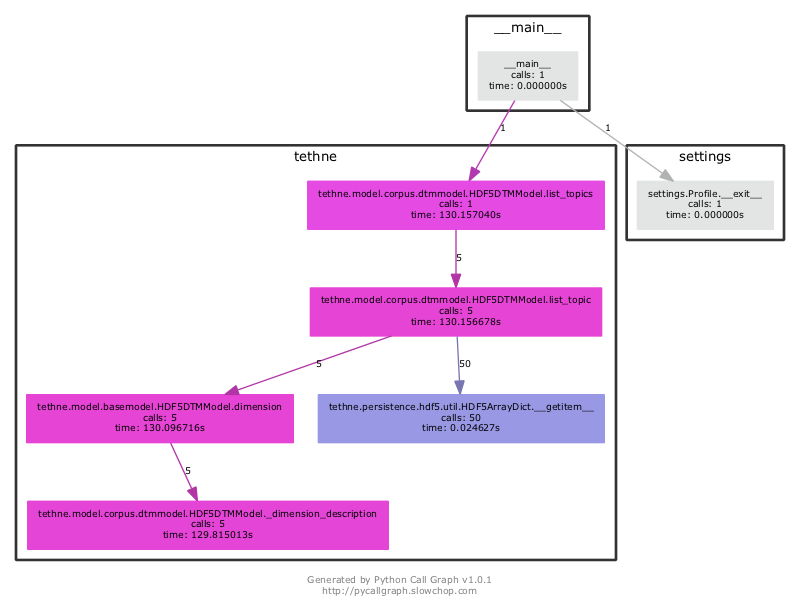 __main__
__main__
calls: 1
time: 0.000000s
1
1
tethne
settings
tethne.model.corpus.dtmmodel.HDF5DTMModel.list_topics
calls: 1
time: 130.157040s
settings.Profile.__exit__
calls: 1
time: 0.000000s
5
tethne.model.corpus.dtmmodel.HDF5DTMModel.list_topic
calls: 5
time: 130.156678s
5
50
tethne.model.basemodel.HDF5DTMModel.dimension
calls: 5
time: 130.096716s
tethne.persistence.hdf5.util.HDF5ArrayDict.__getitem__
calls: 50
time: 0.024627s
5
tethne.model.corpus.dtmmodel.HDF5DTMModel._dimension_description
calls: 5
time: 129.815013s
Generated by Python Call Graph v1.0.1
http://pycallgraph.slowchop.com